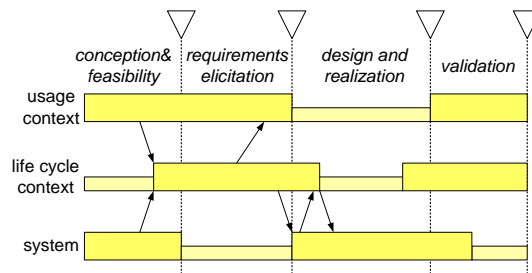 conception&
feasibility
requirements
elicitation
design and
realization
validation
usage
context
life cycle
context
system